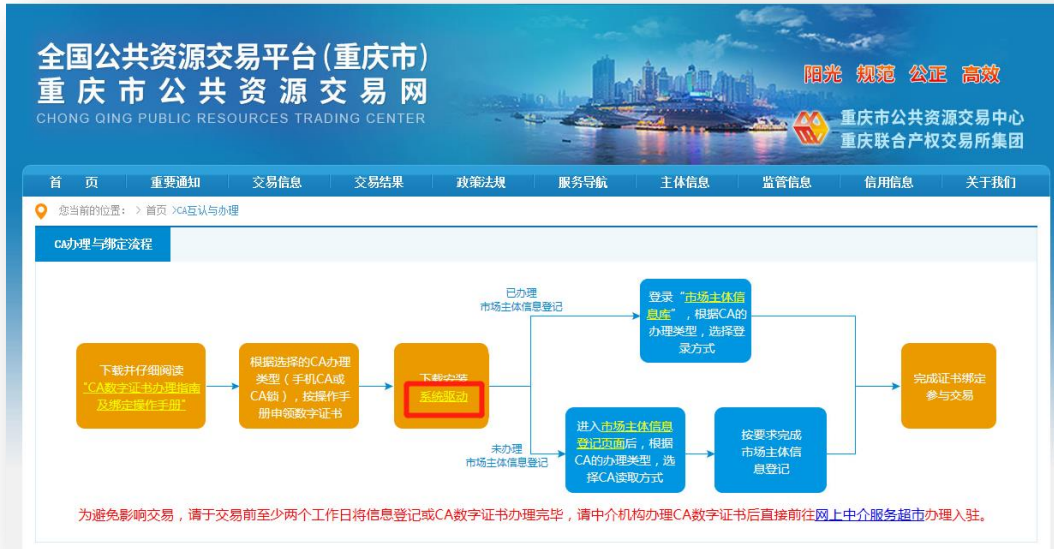 全国公共资源交易平台(重庆市)
重庆市公共资源交易网
CHONG QING PUBLIC RESOURCES TRADING CENTER
阳光 规范 公正 高效
重庆市公共资源交易中心
重庆联合产权交易所集团
首 页 重要通知 交易信息 交易结果 政策法规 服务导航 主体信息 监管信息 信用信息 关于我们
您当前的位置: > 首页 >CA互认与办理
CA办理与绑定流程
下载并仔细阅读
“CA数字证书办理指南
及绑定操作手册”
根据选择的CA办理
类型(手机CA或
CA锁),按操作手
册申领数字证书
下载安装
系统驱动
已办理
市场主体信息登记
登录“市场主体信
息库”,根据CA的
办理类型,选择登
录方式
未办理
市场主体信息登记
进入市场主体信息
登记页面后,根据
CA的办理类型,选
择CA读取方式
按要求完成
市场主体信
息登记
完成证书绑定
参与交易
为避免影响交易,请于交易前至少两个工作日将信息登记或CA数字证书办理完毕,请中介机构办理CA数字证书后直接前往网上中介服务超市办理入驻。